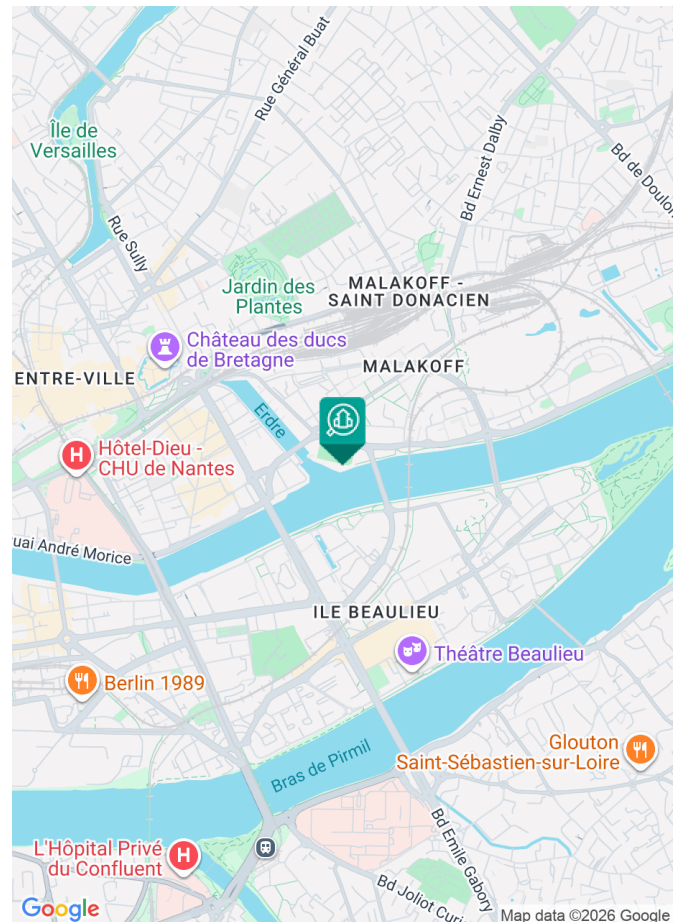 Rue Général Buat
Île de
Versailles
Bd Ernest Dalby
Bd de Doulon
Rue Sully
Jardin des
Plantes
MALAKOFF -
SAINT DONACIEN
Château des ducs
de Bretagne
MALAKOFF
ENTRE-VILLE
Erdre
H
Hôtel-Dieu -
CHU de Nantes
uai André Morice
ILE BEAULIEU
Théâtre Beaulieu
Berlin 1989
Glouton
Saint-Sébastien-sur-Loire
Bras de Pirmil
Bd Emile Gabory
L'Hôpital Privé
du Confluent
H
Bd Joliot Curi
Google
Map data ©2026 Google